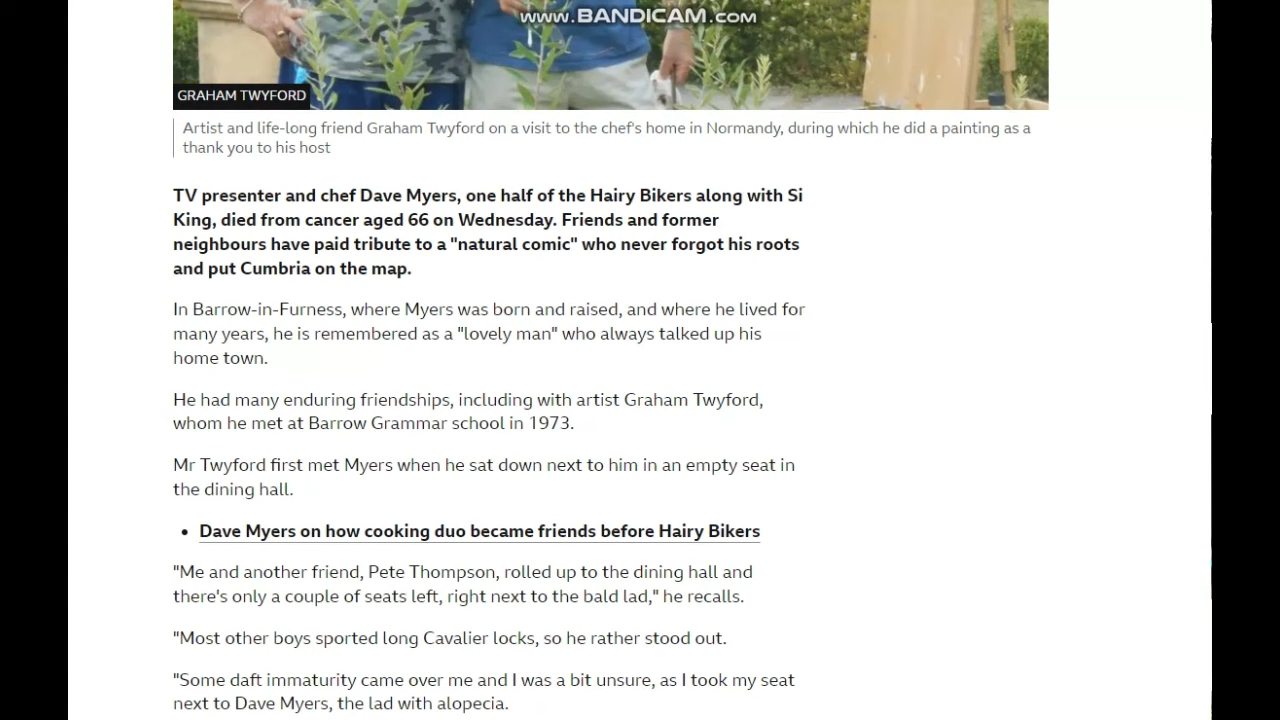 www.BANDICAM.com
GRAHAM TWYFORD
Artist and life-long friend Graham Twyford on a visit to the chef's home in Normandy, during which he did a painting as a
thank you to his host
TV presenter and chef Dave Myers, one half of the Hairy Bikers along with Si
King, died from cancer aged 66 on Wednesday. Friends and former
neighbours have paid tribute to a "natural comic" who never forgot his roots
and put Cumbria on the map.
In Barrow-in-Furness, where Myers was born and raised, and where he lived for
many years, he is remembered as a "lovely man" who always talked up his
home town.
He had many enduring friendships, including with artist Graham Twyford,
whom he met at Barrow Grammar school in 1973.
Mr Twyford first met Myers when he sat down next to him in an empty seat in
the dining hall.
• Dave Myers on how cooking duo became friends before Hairy Bikers
"Me and another friend, Pete Thompson, rolled up to the dining hall and
there's only a couple of seats left, right next to the bald lad," he recalls.
"Most other boys sported long Cavalier locks, so he rather stood out.
"Some daft immaturity came over me and I was a bit unsure, as I took my seat
next to Dave Myers, the lad with alopecia.